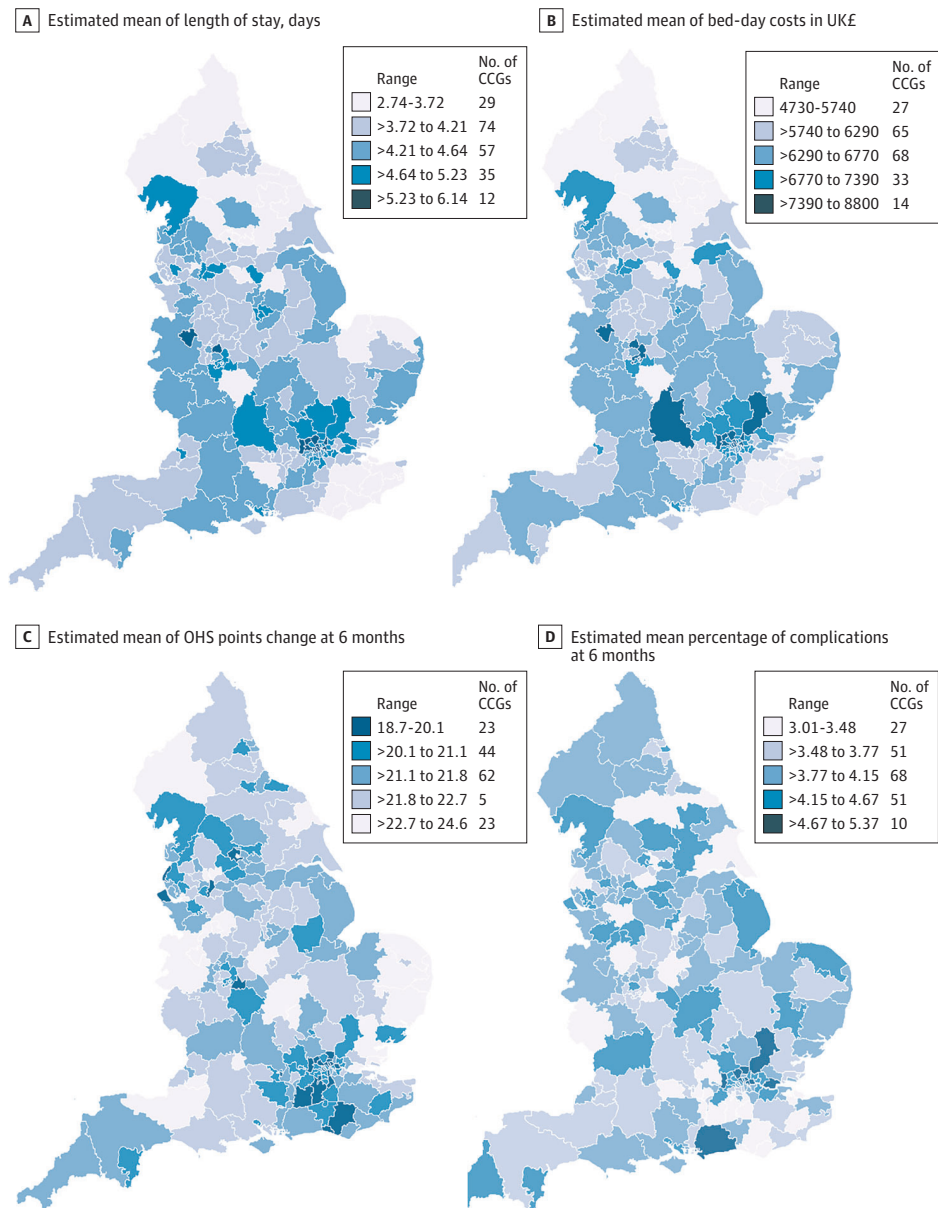 A Estimated mean of length of stay, days
Range No. of CCGs
2.74-3.72 29
>3.72 to 4.21 74
>4.21 to 4.64 57
>4.64 to 5.23 35
>5.23 to 6.14 12
B Estimated mean of bed-day costs in UK£
Range No. of CCGs
4730-5740 27
>5740 to 6290 65
>6290 to 6770 68
>6770 to 7390 33
>7390 to 8800 14
C Estimated mean of OHS points change at 6 months
Range No. of CCGs
18.7-20.1 23
>20.1 to 21.1 44
>21.1 to 21.8 62
>21.8 to 22.7 5
>22.7 to 24.6 23
D Estimated mean percentage of complications
at 6 months
Range No. of CCGs
3.01-3.48 27
>3.48 to 3.77 51
>3.77 to 4.15 68
>4.15 to 4.67 51
>4.67 to 5.37 10